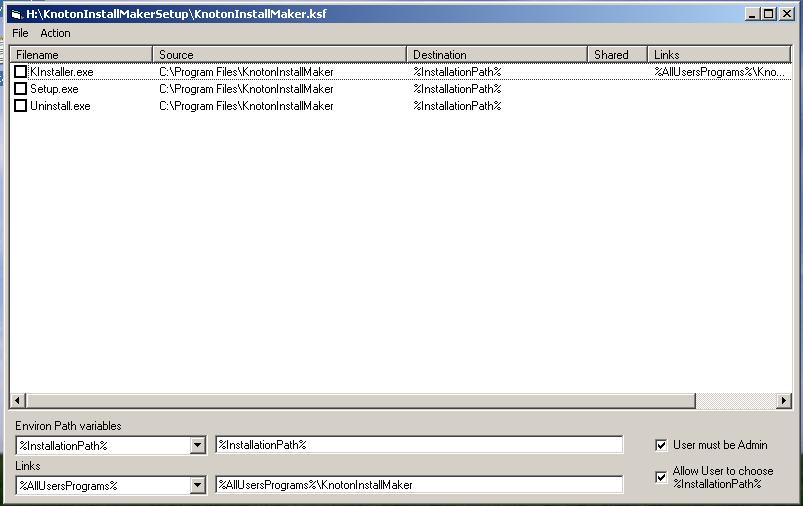 H:\KnotonInstallMakerSetup\KnotonInstallMaker.ksf
File Action
Filename Source Destination Shared Links
KInstaller.exe C:\Program Files\KnotonInstallMaker %InstallationPath% %AllUsersPrograms%\Kno...
Setup.exe C:\Program Files\KnotonInstallMaker %InstallationPath%
Uninstall.exe C:\Program Files\KnotonInstallMaker %InstallationPath%
Environ Path variables
%InstallationPath% %InstallationPath% User must be Admin
Links
%AllUsersPrograms% %AllUsersPrograms%\KnotonInstallMaker Allow User to choose
%InstallationPath%